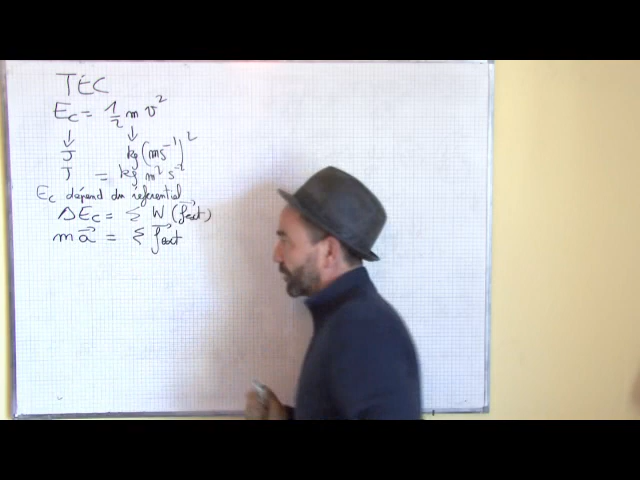 TEC
Ec = 1/2 m v²
↓ ↓
J kg (ms⁻¹)²
J = kg m² s⁻²
Ec dépend du référentiel
ΔEc = Σ W(f⃗ext)
m a⃗ = Σ f⃗ext